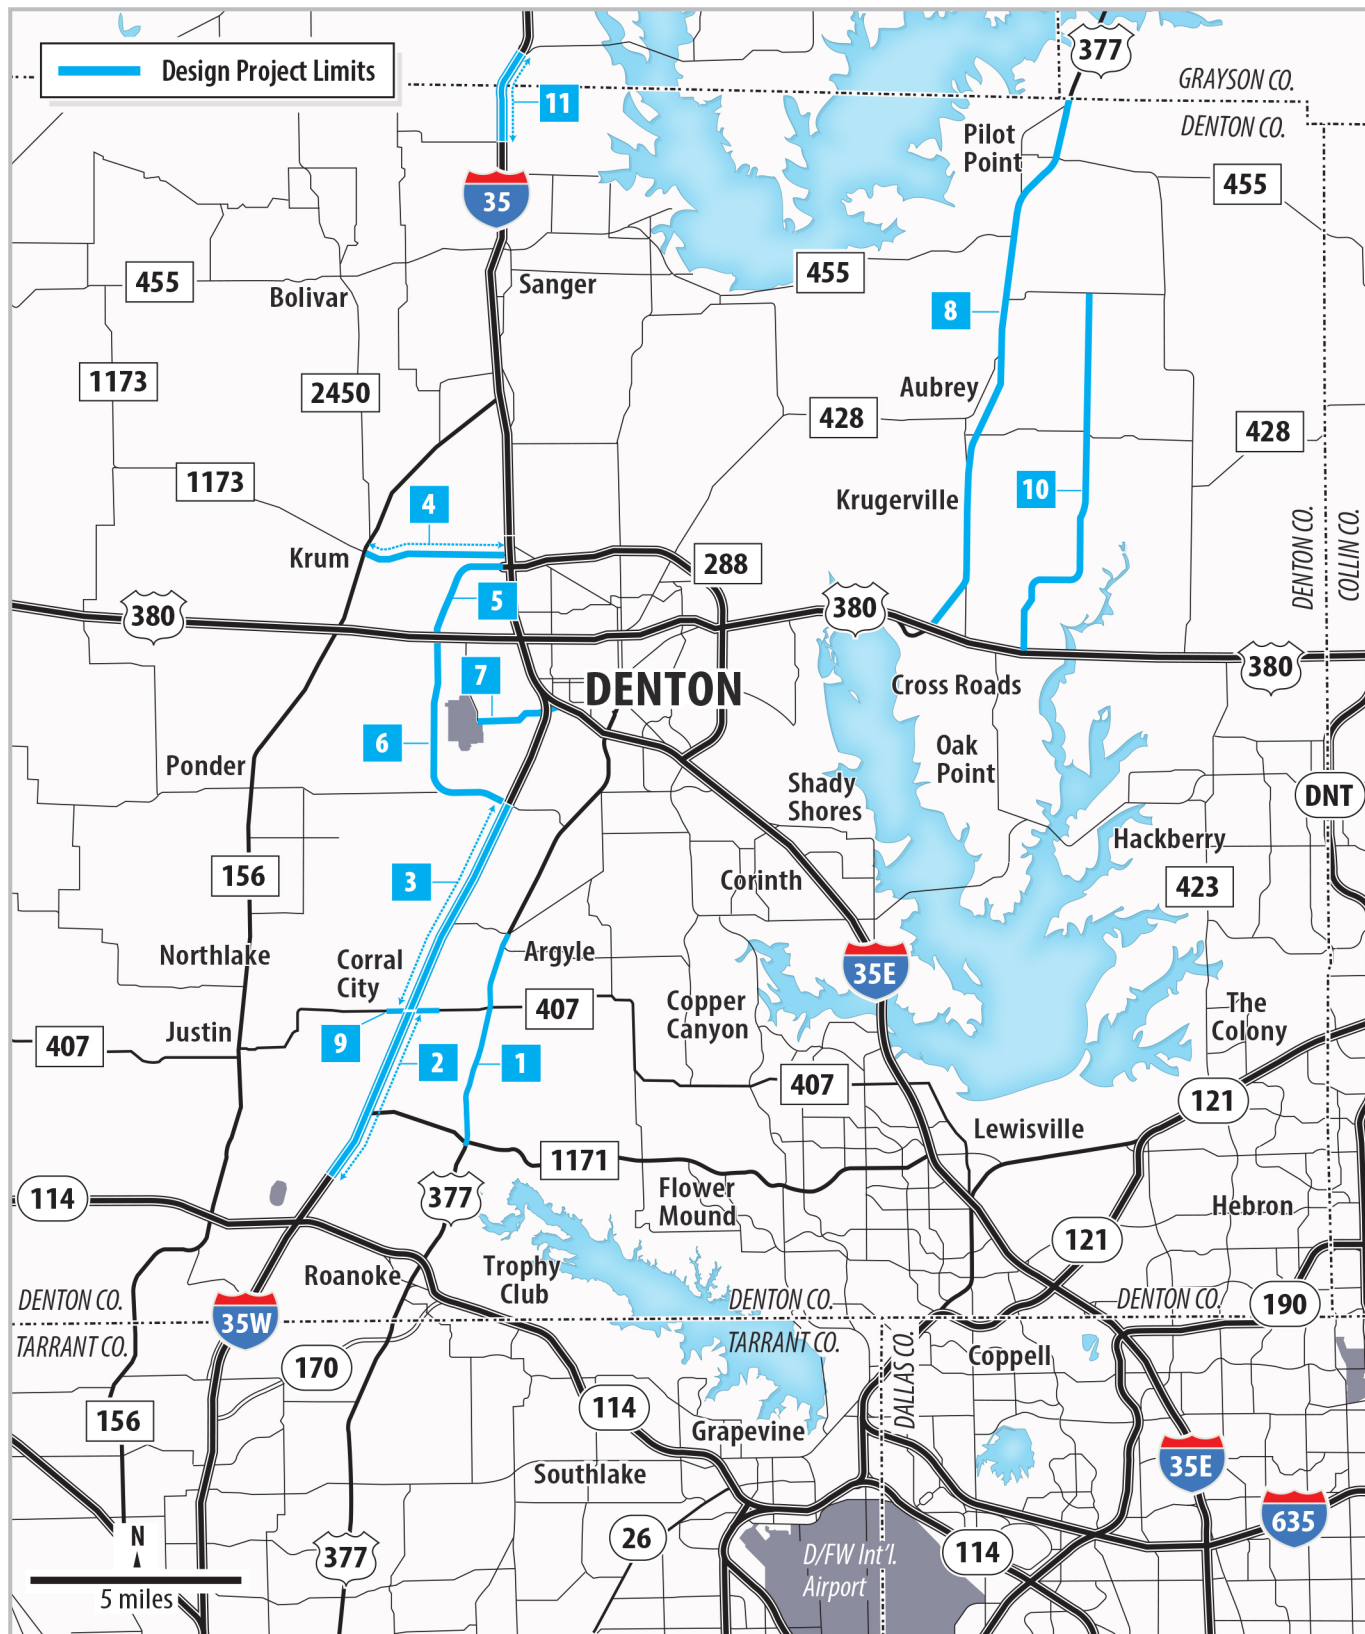 377
GRAYSON CO.
Design Project Limits
11
DENTON CO.
Pilot
Point
455
35
455
455
Sanger
Bolivar
8
1173
2450
Aubrey
428
428
1173
4
Krugerville
10
DENTON CO.
COLLIN CO.
Krum
288
5
380
380
380
7
DENTON
Cross Roads
6
Oak
Point
Ponder
Shady
Shores
DNT
Hackberry
156
3
Corinth
423
Northlake
Corral
City
Argyle
35E
407
Copper
Canyon
The
Colony
Justin
407
9
2
1
407
121
Lewisville
1171
114
377
Flower
Mound
Hebron
121
Roanoke
Trophy
Club
DENTON CO.
DENTON CO.
DENTON CO.
190
35W
TARRANT CO.
TARRANT CO.
DALLAS CO.
Coppell
170
114
156
Grapevine
35E
Southlake
635
N
26
377
D/FW Int’l.
Airport
114
5 miles